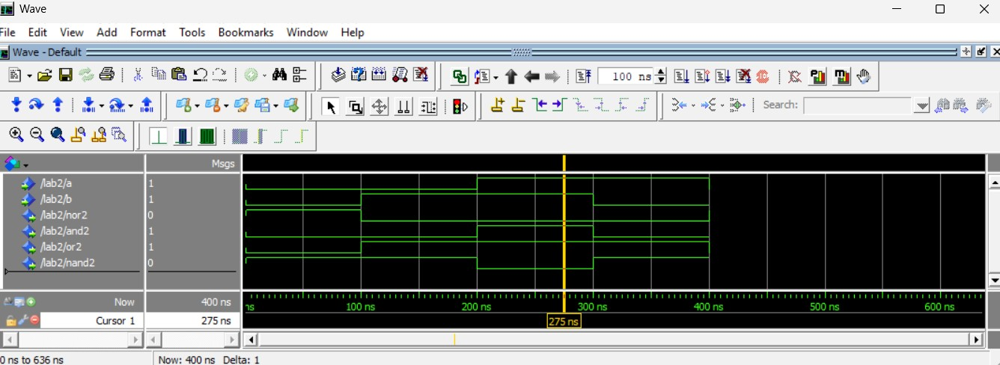 Wave
File Edit View Add Format Tools Bookmarks Window Help
Wave - Default
100 ns
Search:
Msgs
/lab2/a 1
/lab2/b 1
/lab2/nor2 0
/lab2/and2 1
/lab2/or2 1
/lab2/nand2 0
Now 400 ns ns 100 ns 200 ns 300 ns 400 ns 500 ns 600 ns
Cursor 1 275 ns 275 ns
0 ns to 636 ns Now: 400 ns Delta: 1